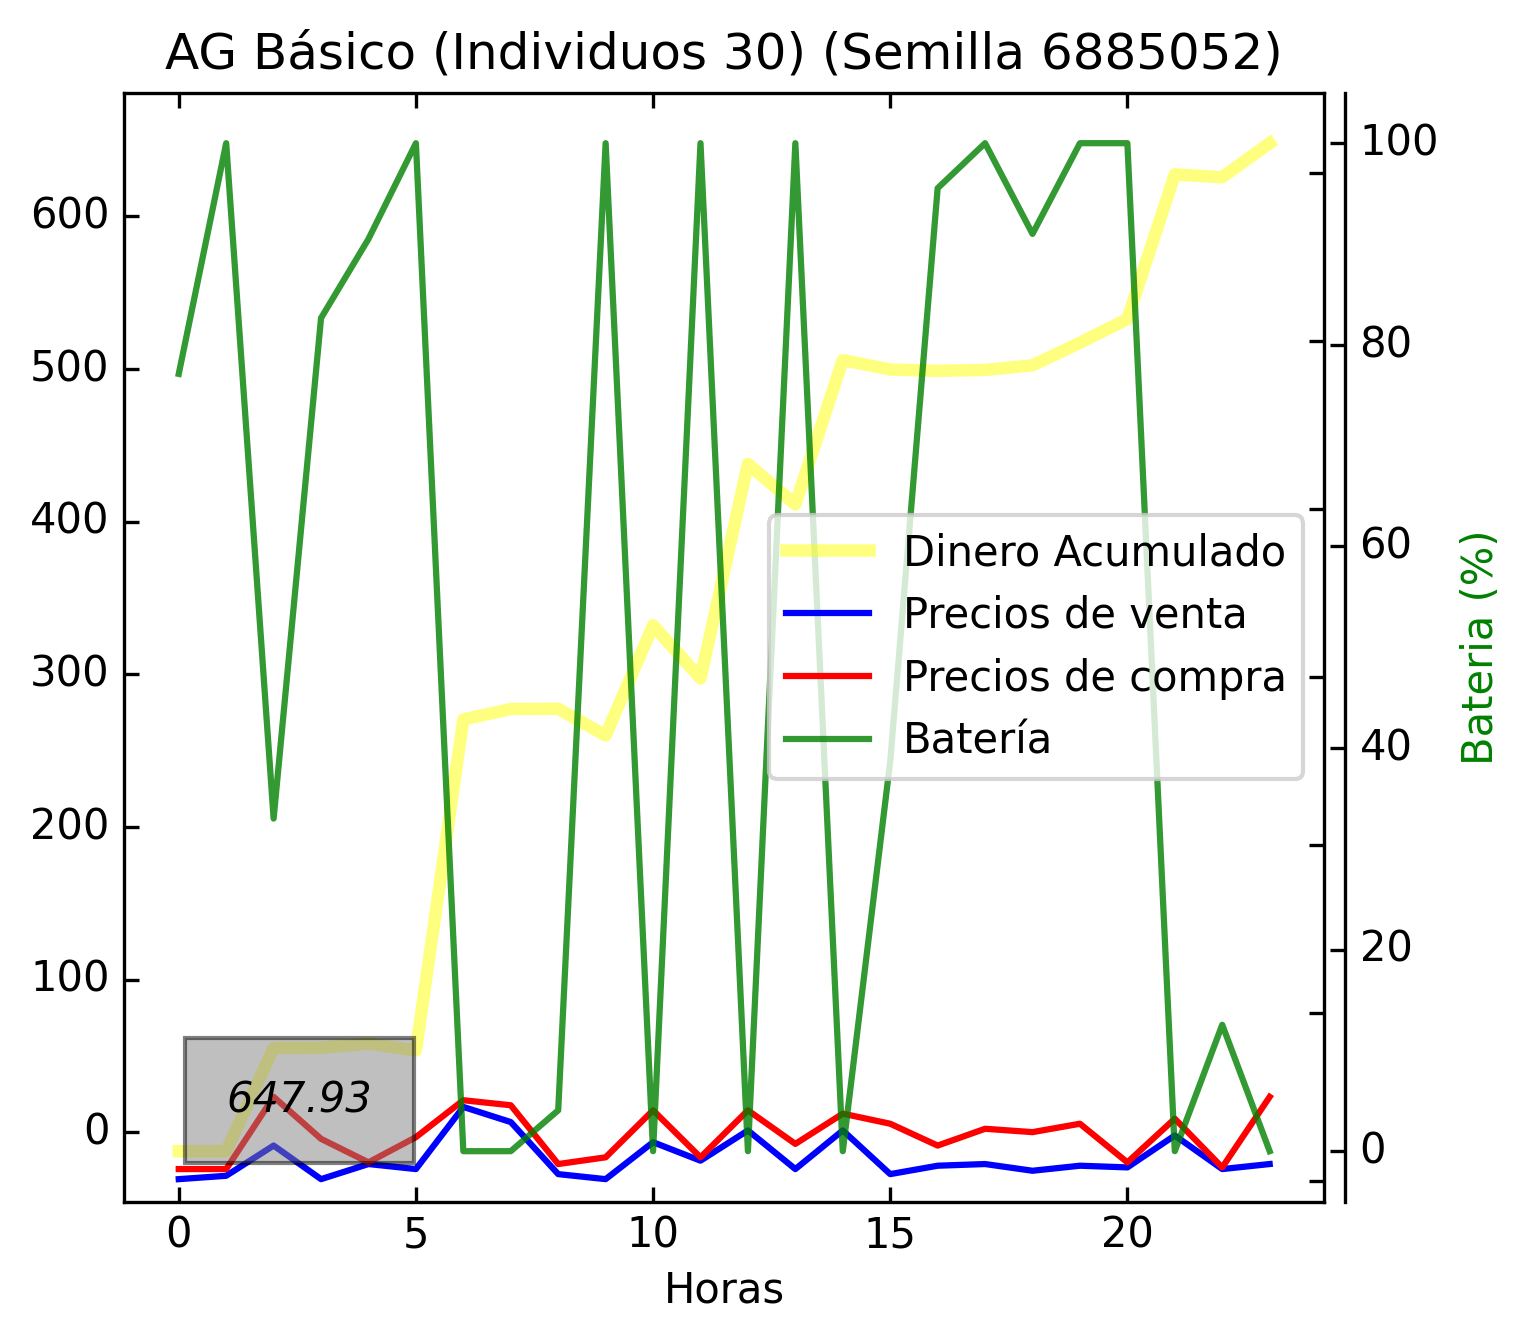 AG Básico (Individuos 30) (Semilla 6885052)
600
500
400
300
200
100
0
100
80
60
40
20
0
Bateria (%)
Dinero Acumulado
Precios de venta
Precios de compra
Batería
647.93
0 5 10 15 20
Horas